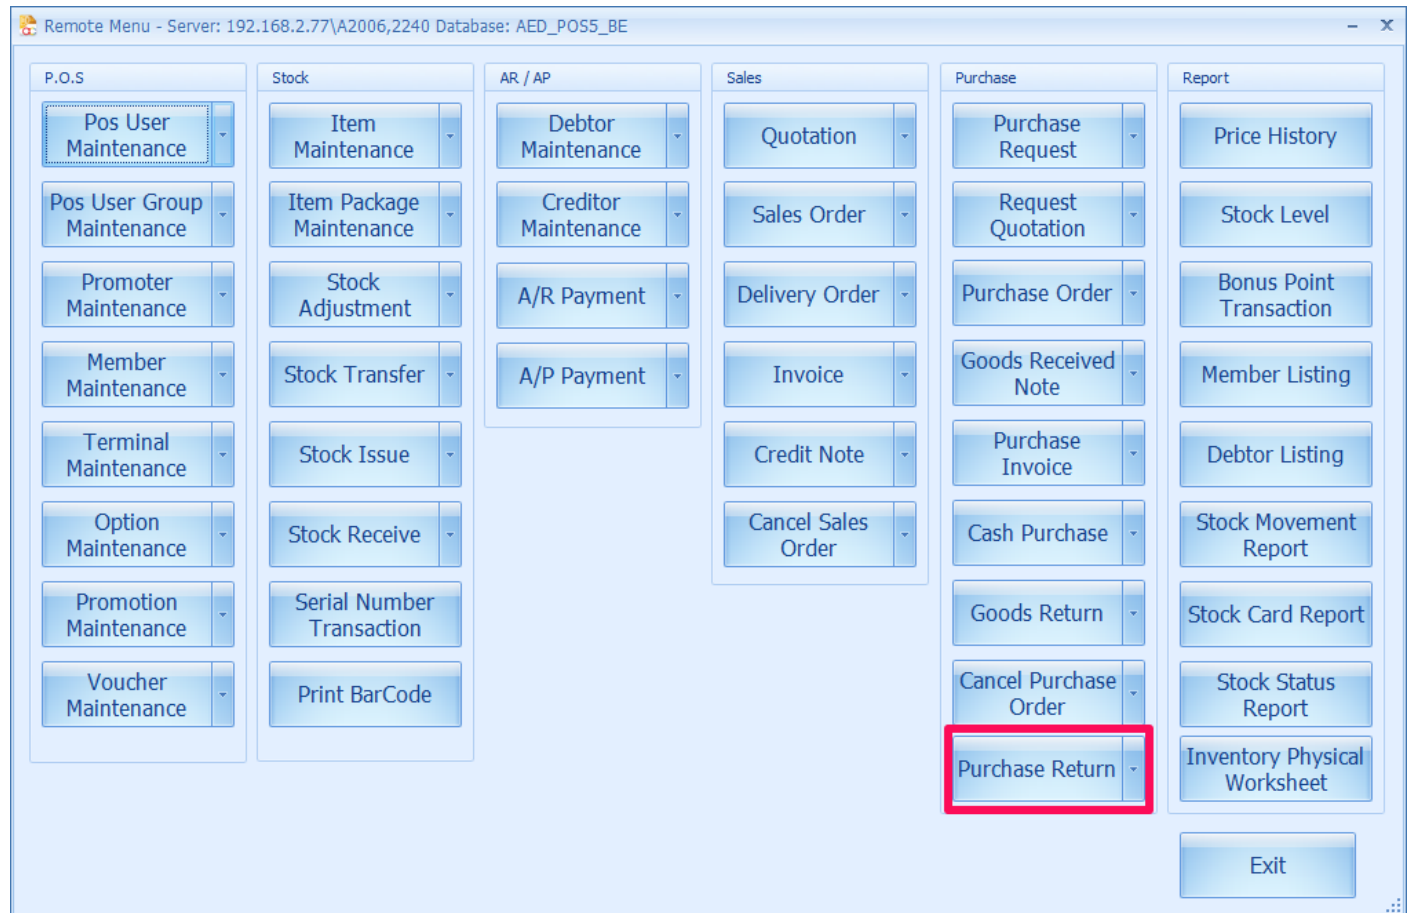 Remote Menu - Server: 192.168.2.77\A2006,2240 Database: AED_POS5_BE
P.O.S
Pos User
Maintenance
Pos User Group
Maintenance
Promoter
Maintenance
Member
Maintenance
Terminal
Maintenance
Option
Maintenance
Promotion
Maintenance
Voucher
Maintenance
Stock
Item
Maintenance
Item Package
Maintenance
Stock
Adjustment
Stock Transfer
Stock Issue
Stock Receive
Serial Number
Transaction
Print BarCode
AR / AP
Debtor
Maintenance
Creditor
Maintenance
A/R Payment
A/P Payment
Sales
Quotation
Sales Order
Delivery Order
Invoice
Credit Note
Cancel Sales
Order
Purchase
Purchase
Request
Request
Quotation
Purchase Order
Goods Received
Note
Purchase
Invoice
Cash Purchase
Goods Return
Cancel Purchase
Order
Purchase Return
Report
Price History
Stock Level
Bonus Point
Transaction
Member Listing
Debtor Listing
Stock Movement
Report
Stock Card Report
Stock Status
Report
Inventory Physical
Worksheet
Exit